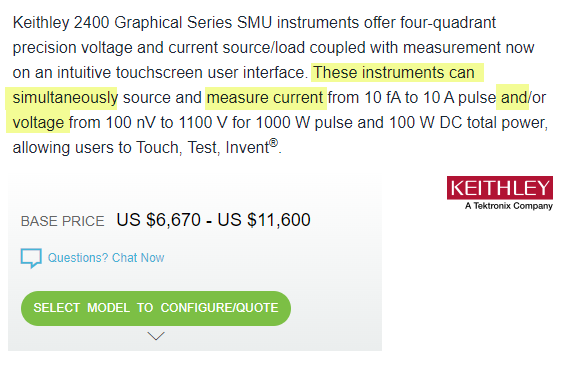 Keithley 2400 Graphical Series SMU instruments offer four-quadrant
precision voltage and current source/load coupled with measurement now
on an intuitive touchscreen user interface. These instruments can
simultaneously source and measure current from 10 fA to 10 A pulse and/or
voltage from 100 nV to 1100 V for 1000 W pulse and 100 W DC total power,
allowing users to Touch, Test, Invent®.
KEITHLEY
A Tektronix Company
BASE PRICE US $6,670 - US $11,600
Questions? Chat Now
SELECT MODEL TO CONFIGURE/QUOTE